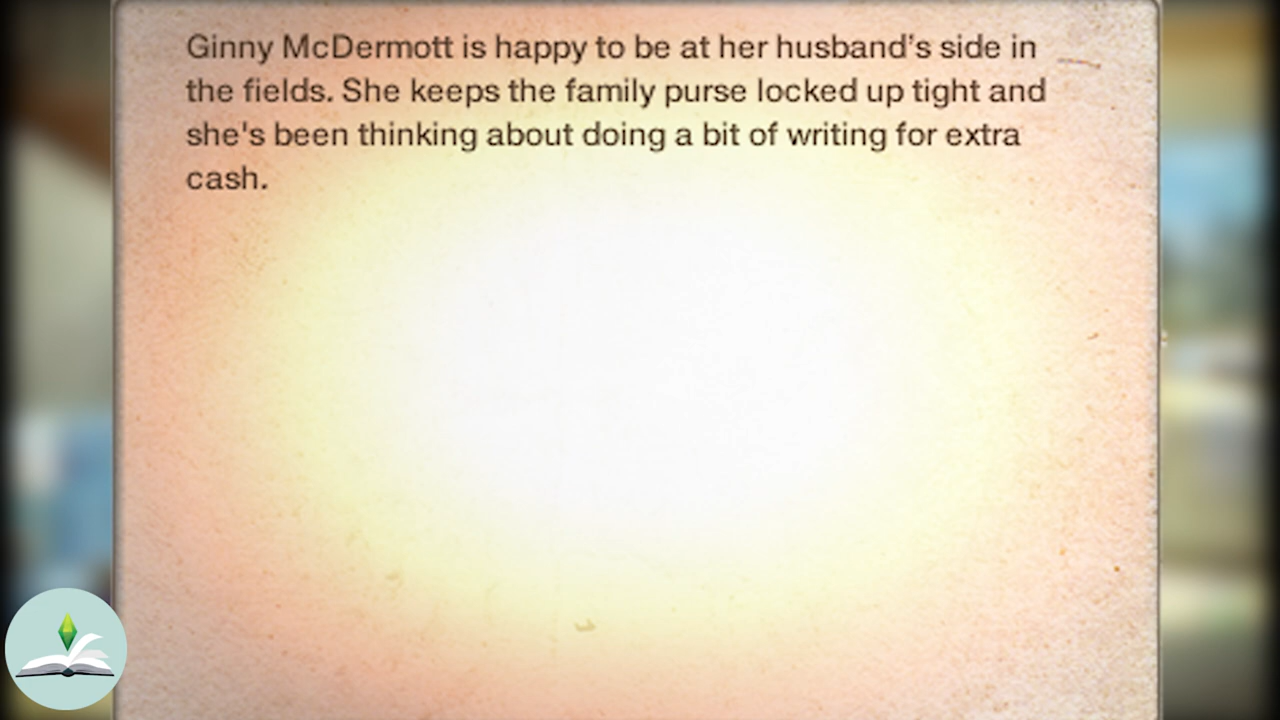 Ginny McDermott is happy to be at her husband’s side in
the fields. She keeps the family purse locked up tight and
she's been thinking about doing a bit of writing for extra
cash.